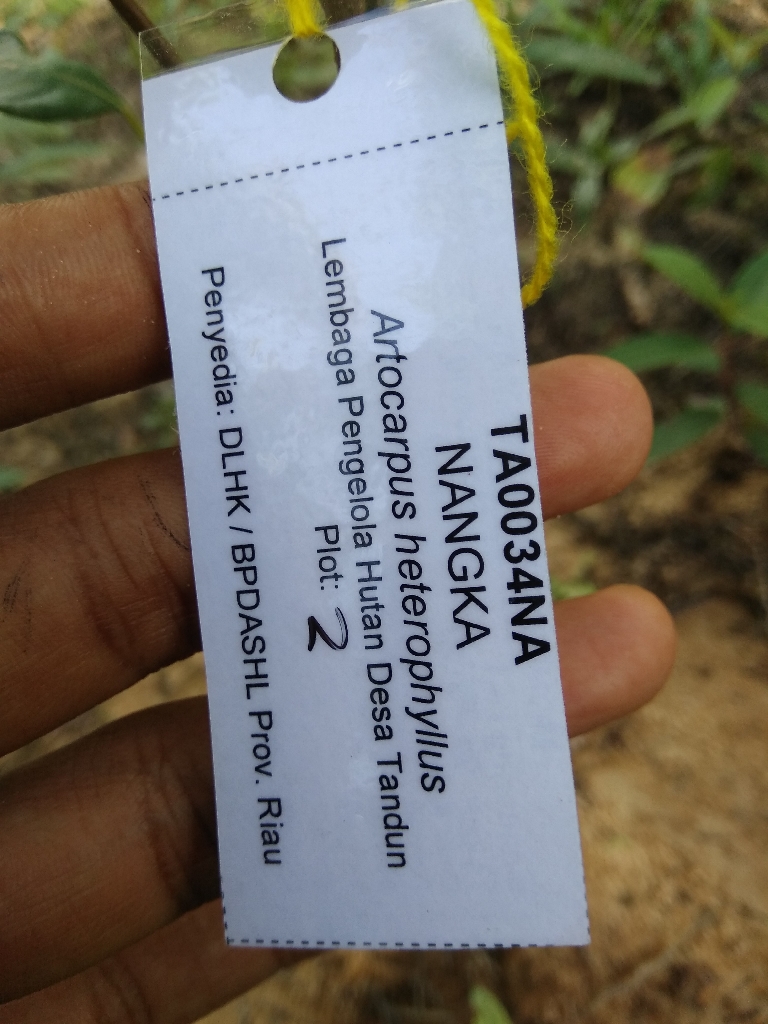 TA0034NA
NANGKA
Artocarpus heterophyllus
Lembaga Pengelola Hutan Desa Tandun
Plot: 2
Penyedia: DLHK / BPDASHL Prov. Riau